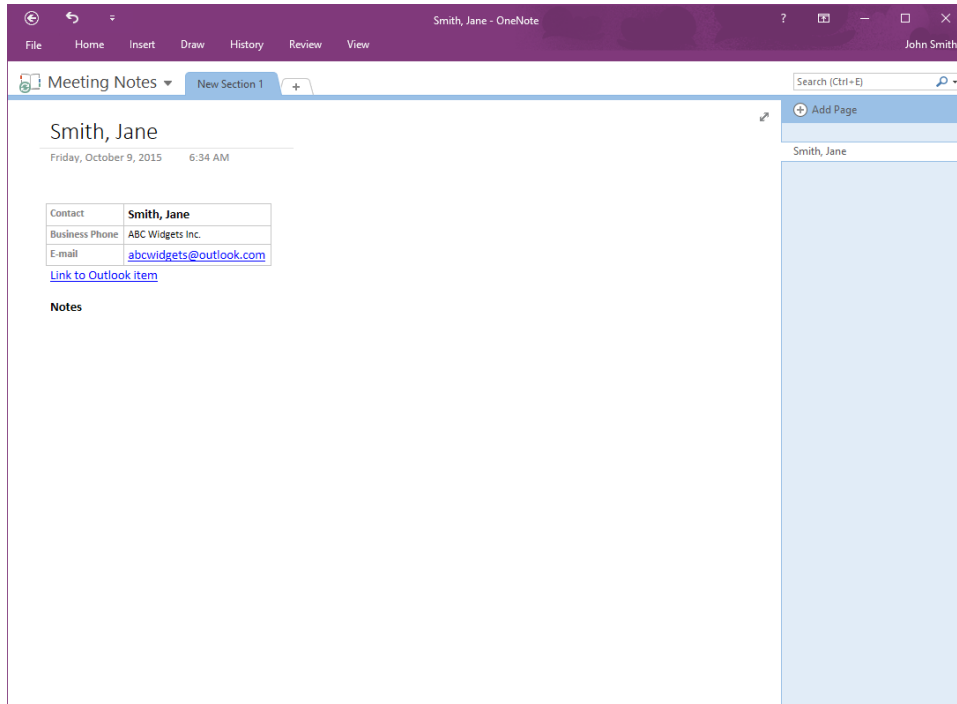 Smith, Jane - OneNote
?
File Home Insert Draw History Review View John Smith
Meeting Notes New Section 1 + Search (Ctrl+E)
Add Page
Smith, Jane
Friday, October 9, 2015 6:34 AM
Smith, Jane
Contact Smith, Jane
Business Phone ABC Widgets Inc.
E-mail abcwidgets@outlook.com
Link to Outlook item
Notes